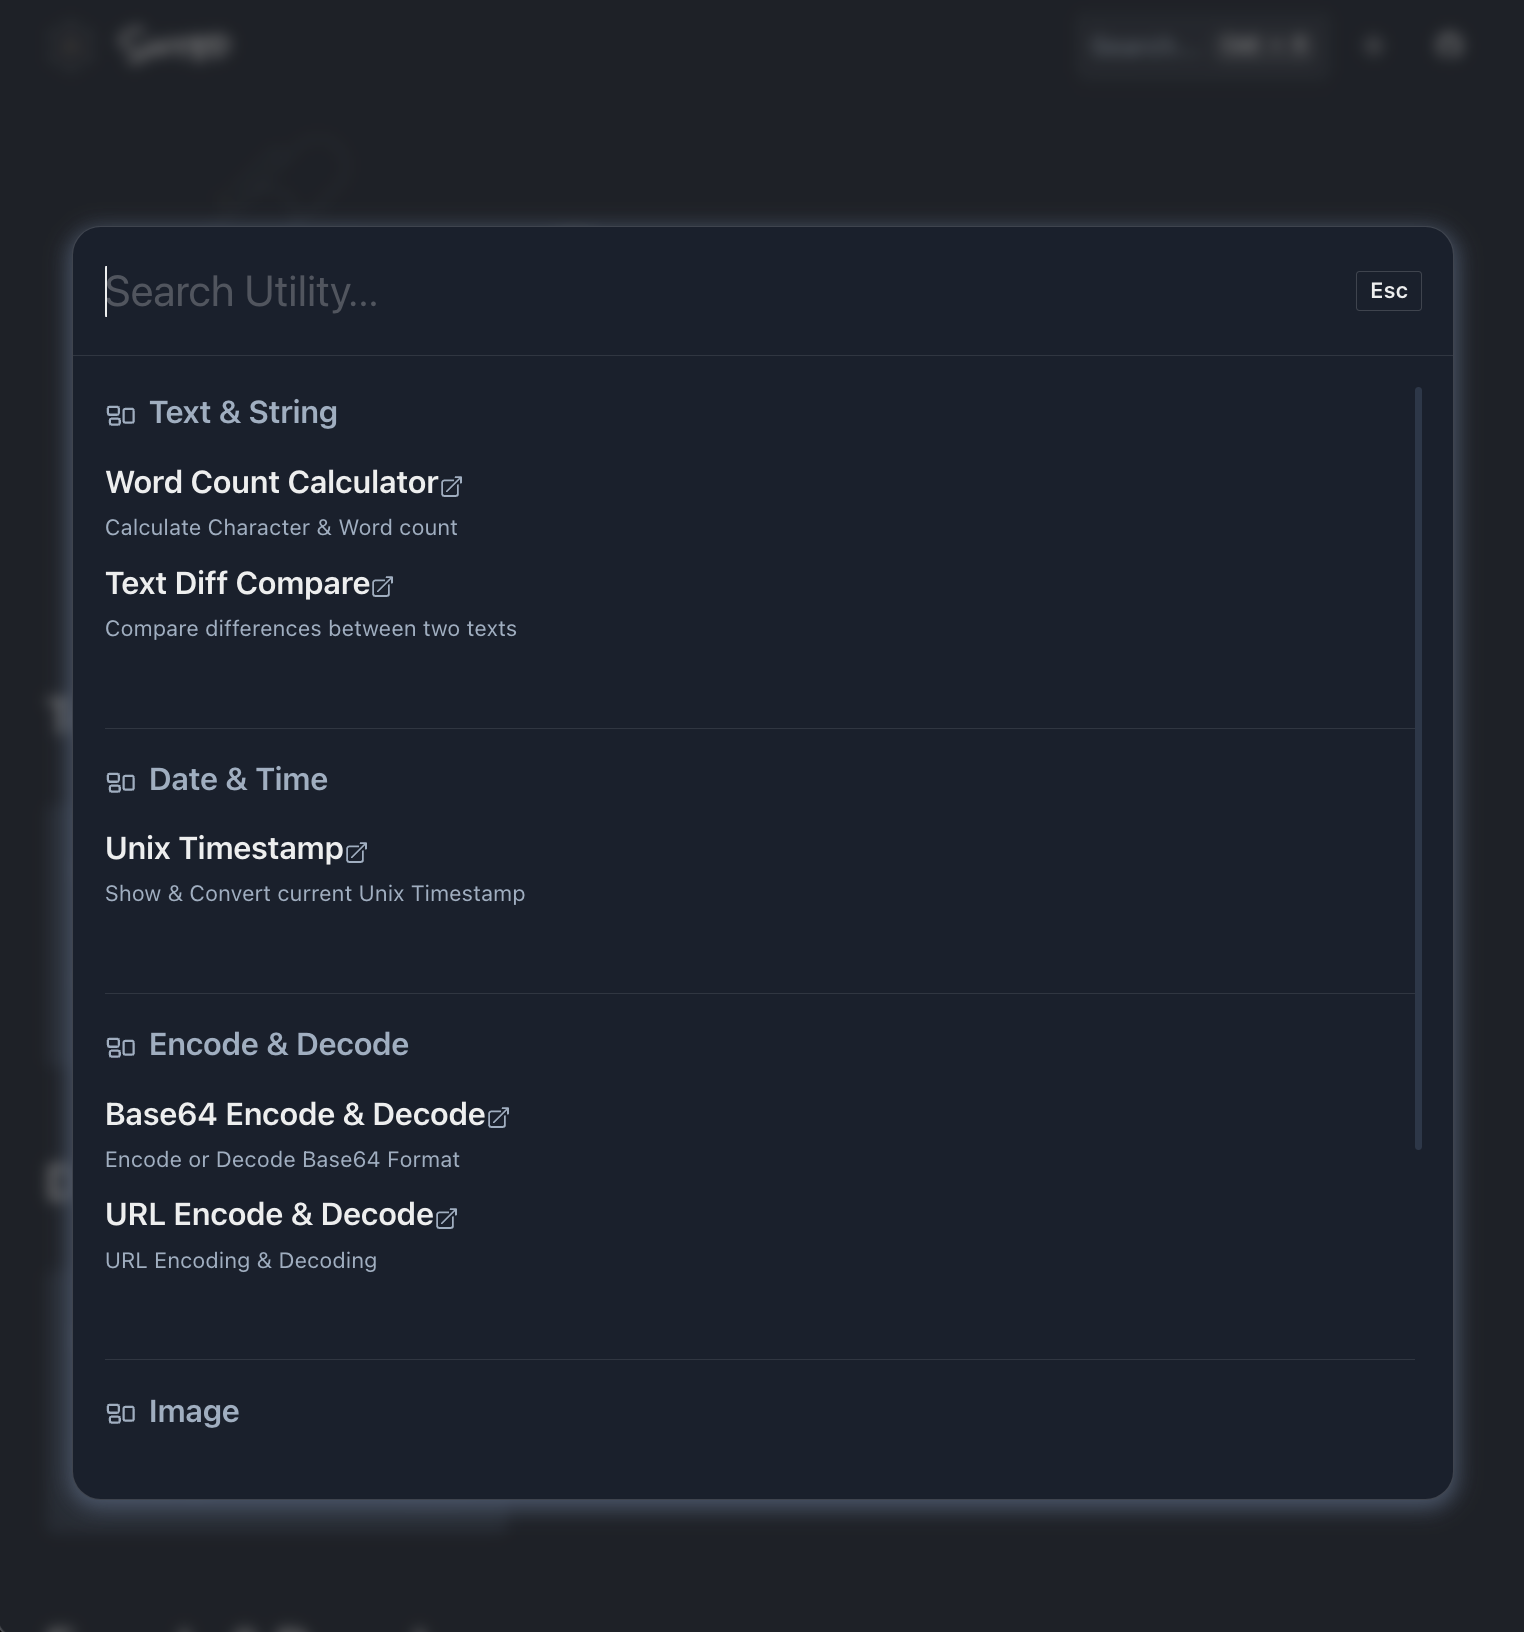 Search Utility...
Esc
Text & String
Word Count Calculator
Calculate Character & Word count
Text Diff Compare
Compare differences between two texts
Date & Time
Unix Timestamp
Show & Convert current Unix Timestamp
Encode & Decode
Base64 Encode & Decode
Encode or Decode Base64 Format
URL Encode & Decode
URL Encoding & Decoding
Image